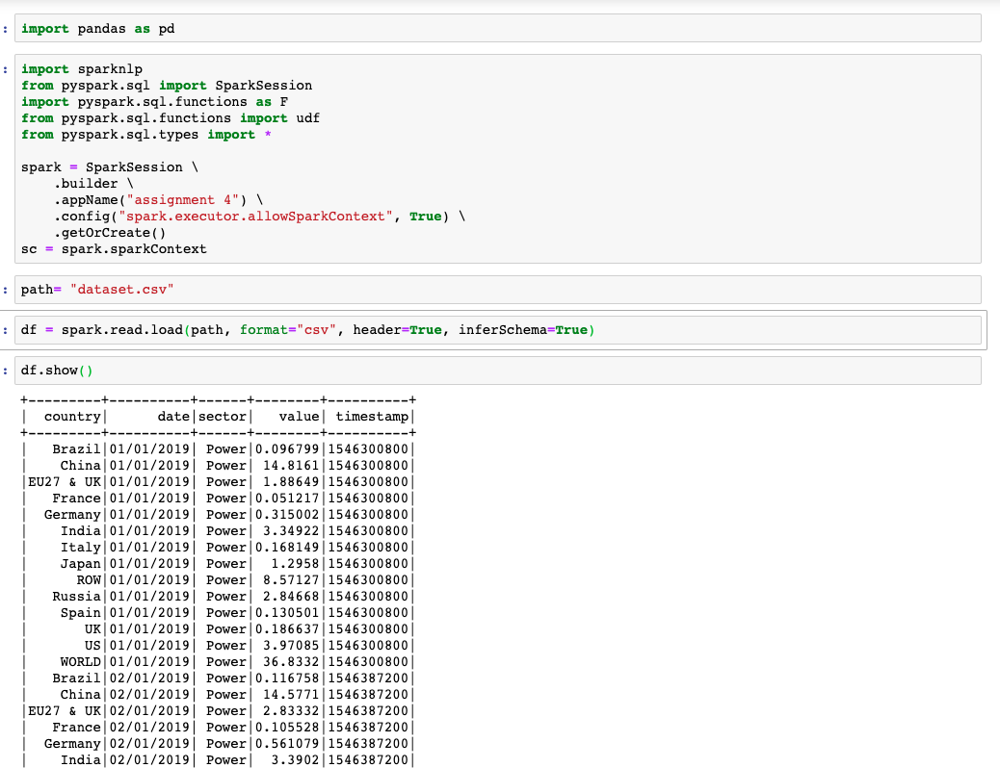 : import pandas as pd
: import sparknlp
from pyspark.sql import SparkSession
import pyspark.sql.functions as F
from pyspark.sql.functions import udf
from pyspark.sql.types import *
spark = SparkSession \
    .builder \
    .appName("assignment 4") \
    .config("spark.executor.allowSparkContext", True) \
    .getOrCreate()
sc = spark.sparkContext
: path= "dataset.csv"
: df = spark.read.load(path, format="csv", header=True, inferSchema=True)
: df.show()
+---------+----------+------+--------+----------+
|  country|      date|sector|   value| timestamp|
+---------+----------+------+--------+----------+
|   Brazil|01/01/2019| Power|0.096799|1546300800|
|    China|01/01/2019| Power| 14.8161|1546300800|
|EU27 & UK|01/01/2019| Power| 1.88649|1546300800|
|   France|01/01/2019| Power|0.051217|1546300800|
|  Germany|01/01/2019| Power|0.315002|1546300800|
|    India|01/01/2019| Power| 3.34922|1546300800|
|    Italy|01/01/2019| Power|0.168149|1546300800|
|    Japan|01/01/2019| Power|  1.2958|1546300800|
|      ROW|01/01/2019| Power| 8.57127|1546300800|
|   Russia|01/01/2019| Power| 2.84668|1546300800|
|    Spain|01/01/2019| Power|0.130501|1546300800|
|       UK|01/01/2019| Power|0.186637|1546300800|
|       US|01/01/2019| Power| 3.97085|1546300800|
|    WORLD|01/01/2019| Power| 36.8332|1546300800|
|   Brazil|02/01/2019| Power|0.116758|1546387200|
|    China|02/01/2019| Power| 14.5771|1546387200|
|EU27 & UK|02/01/2019| Power| 2.83332|1546387200|
|   France|02/01/2019| Power|0.105528|1546387200|
|  Germany|02/01/2019| Power|0.561079|1546387200|
|    India|02/01/2019| Power|  3.3902|1546387200|